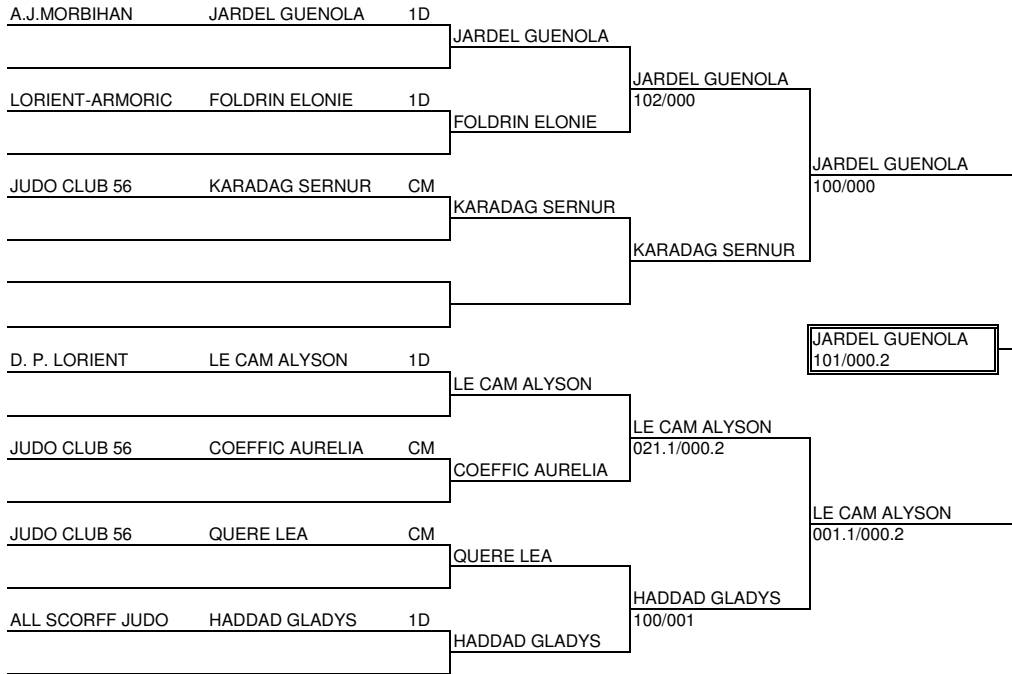 A.J.MORBIHAN JARDEL GUENOLA 1D
JARDEL GUENOLA
JARDEL GUENOLA
102/000
LORIENT-ARMORIC FOLDRIN ELONIE 1D
FOLDRIN ELONIE
JARDEL GUENOLA
100/000
JUDO CLUB 56 KARADAG SERNUR CM
KARADAG SERNUR
KARADAG SERNUR
JARDEL GUENOLA
101/000.2
D. P. LORIENT LE CAM ALYSON 1D
LE CAM ALYSON
LE CAM ALYSON
021.1/000.2
JUDO CLUB 56 COEFFIC AURELIA CM
COEFFIC AURELIA
LE CAM ALYSON
001.1/000.2
JUDO CLUB 56 QUERE LEA CM
QUERE LEA
HADDAD GLADYS
100/001
ALL SCORFF JUDO HADDAD GLADYS 1D
HADDAD GLADYS